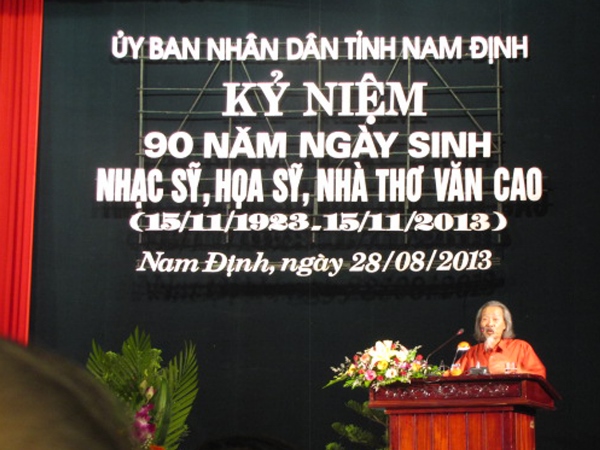 ỦY BAN NHÂN DÂN TỈNH NAM ĐỊNH
KỶ NIỆM
90 NĂM NGÀY SINH
NHẠC SỸ, HỌA SỸ, NHÀ THƠ VĂN CAO
(15/11/1923-15/11/2013)
Nam Định, ngày 28/08/2013